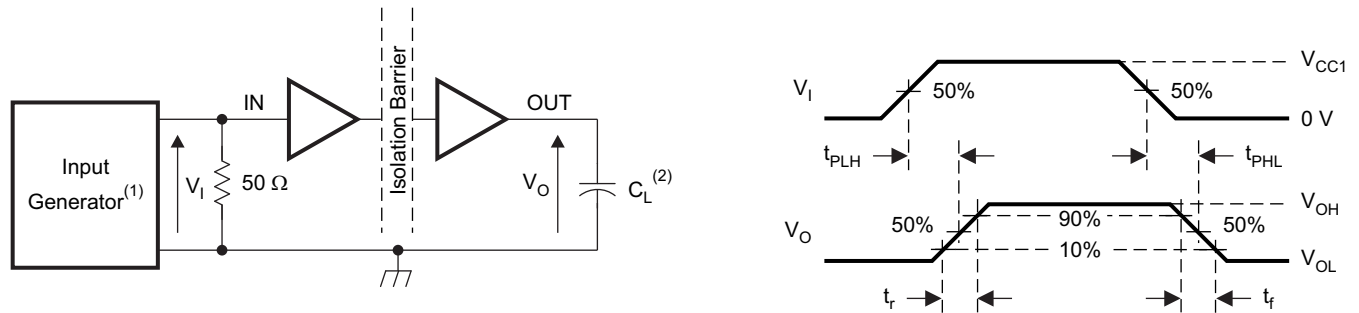 Input
Generator(1)
VI
50 Ω
IN
Isolation Barrier
OUT
VO
CL(2)
VI
50%
50%
VCC1
0 V
tPLH
tPHL
VO
50%
90%
10%
50%
VOH
VOL
tr
tf